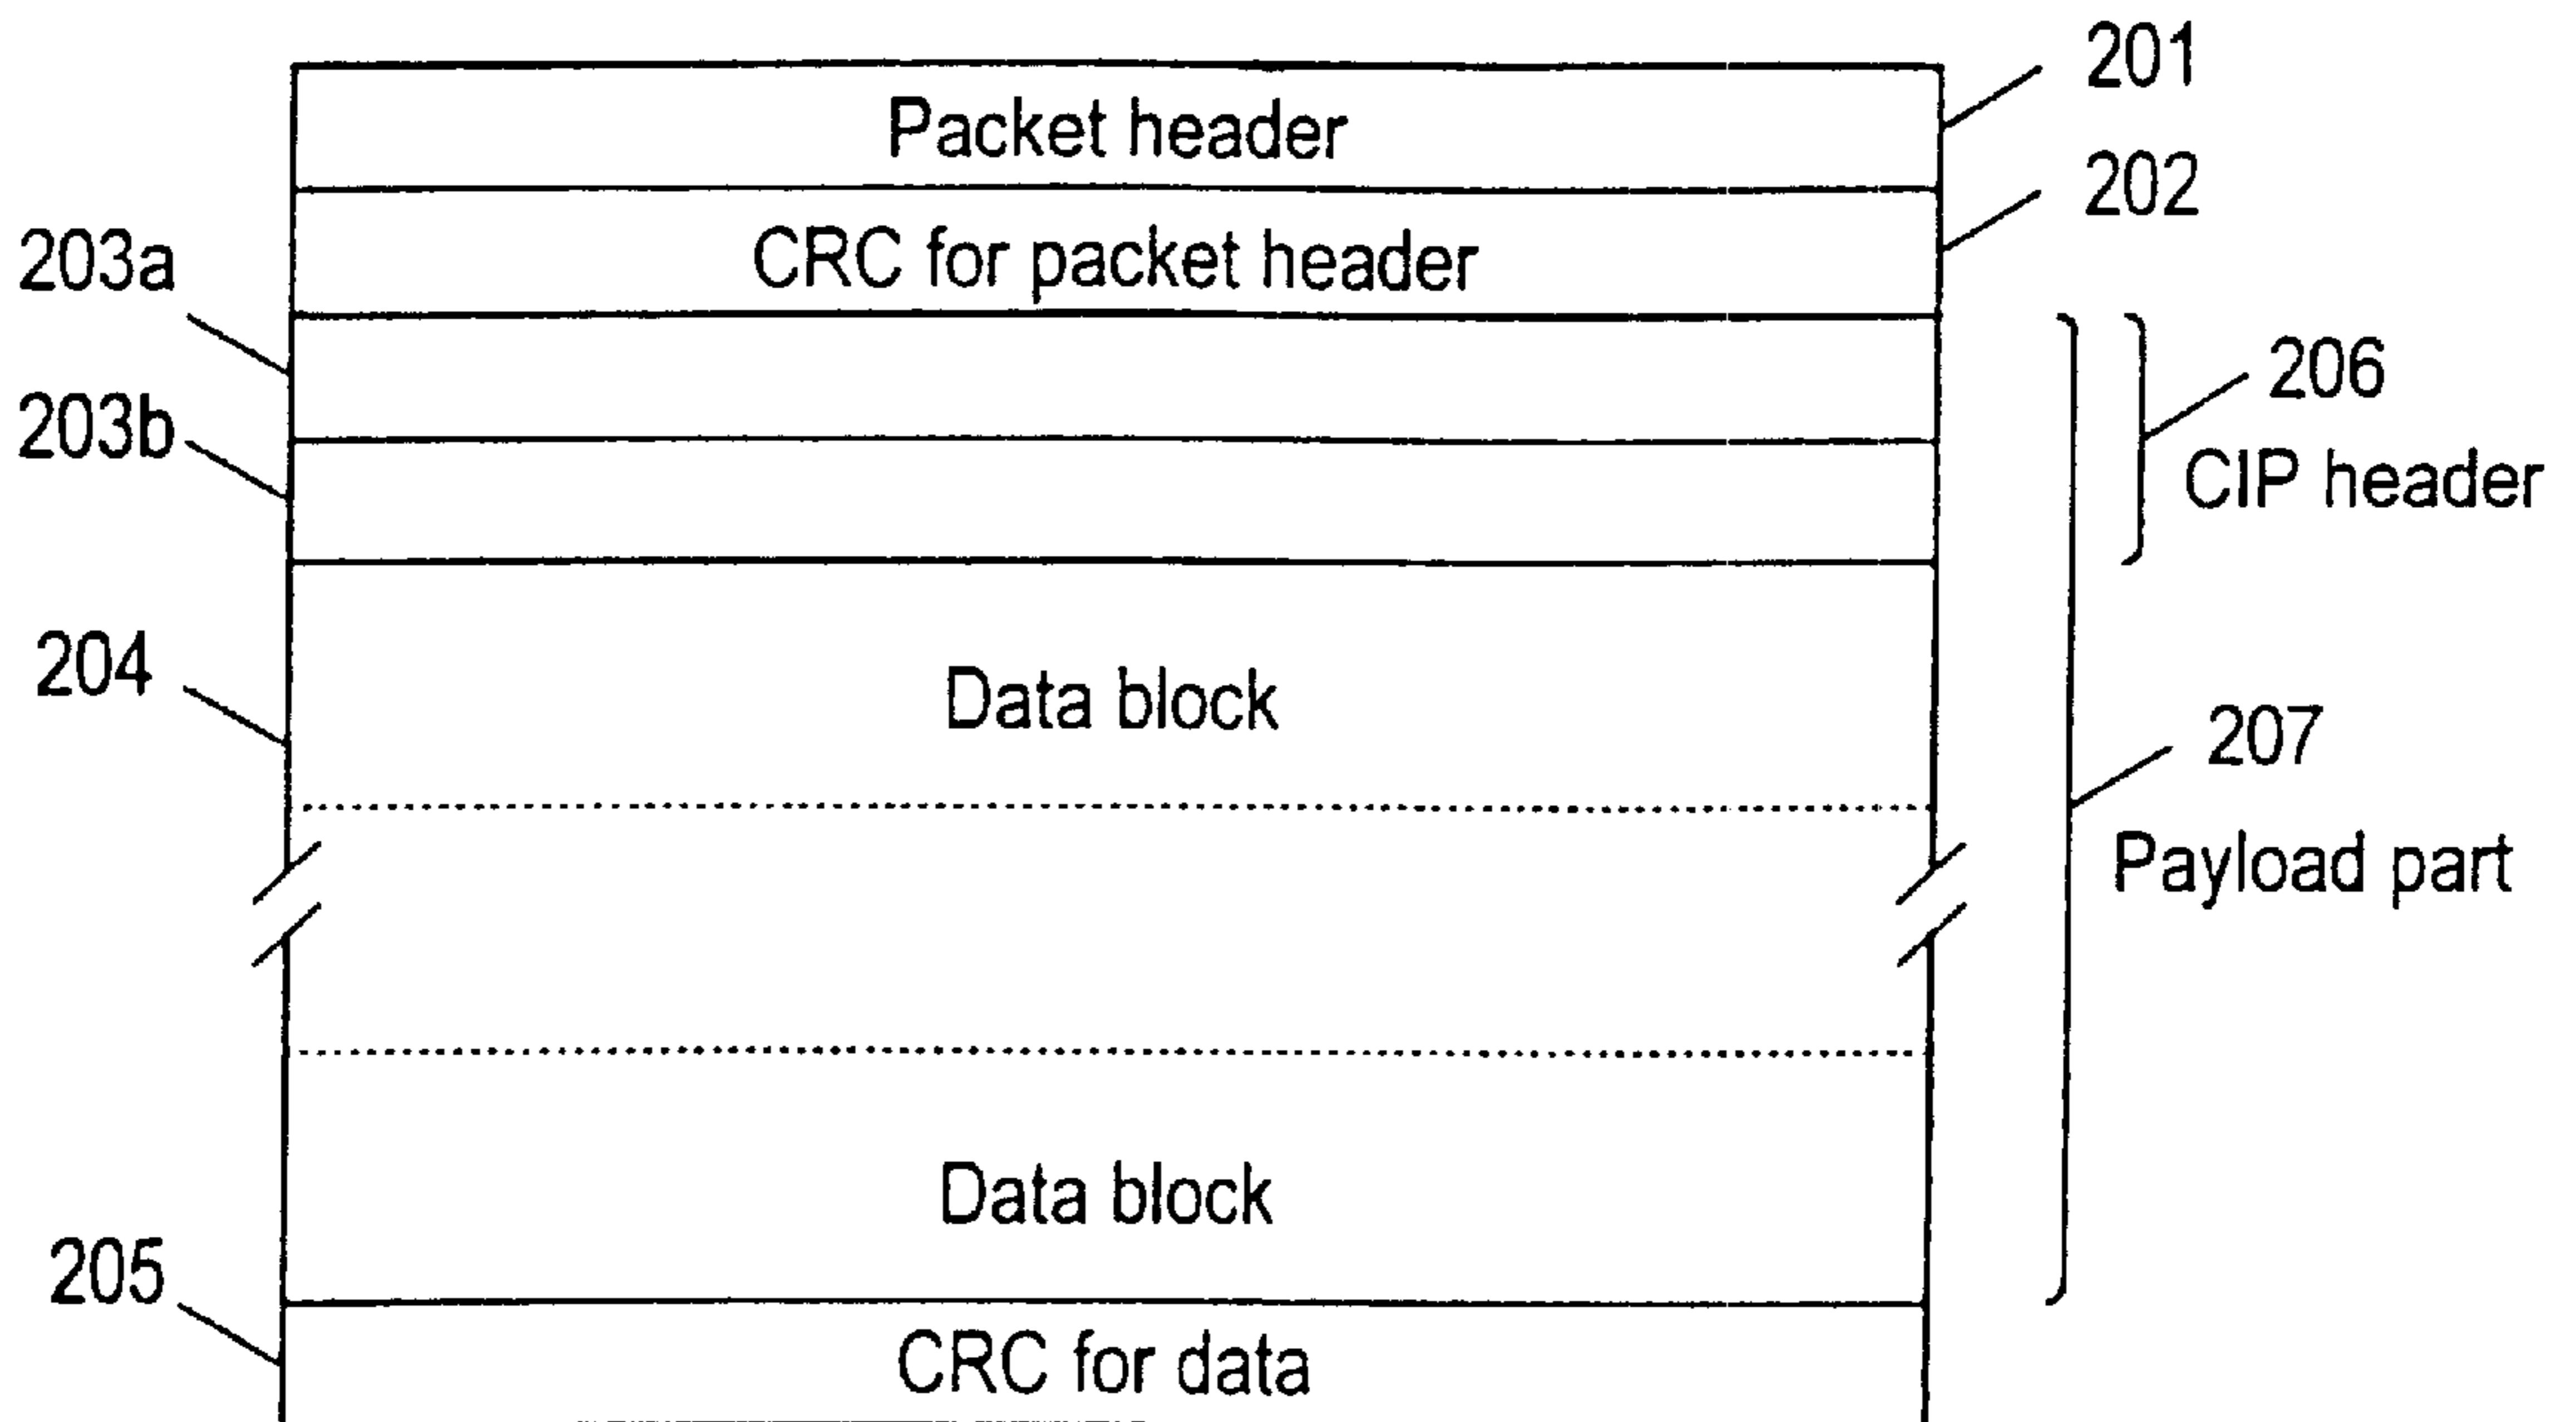 201
Packet header
202
CRC for packet header
203a
206
203b
CIP header
204
Data block
207
Payload part
Data block
205
CRC for data